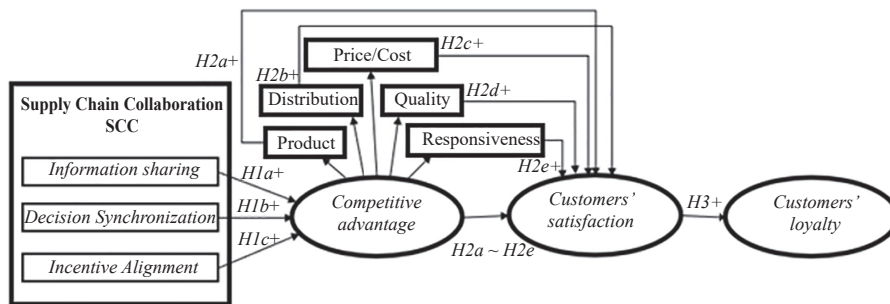 H2a+
H2b+
Price/Cost
H2c+
Supply Chain Collaboration
SCC
Distribution
Quality
H2d+
Product
Responsiveness
H2e+
Information sharing
H1a+
Decision Synchronization
H1b+
Incentive Alignment
H1c+
Competitive
advantage
H2a ~ H2e
Customers’
satisfaction
H3+
Customers’
loyalty